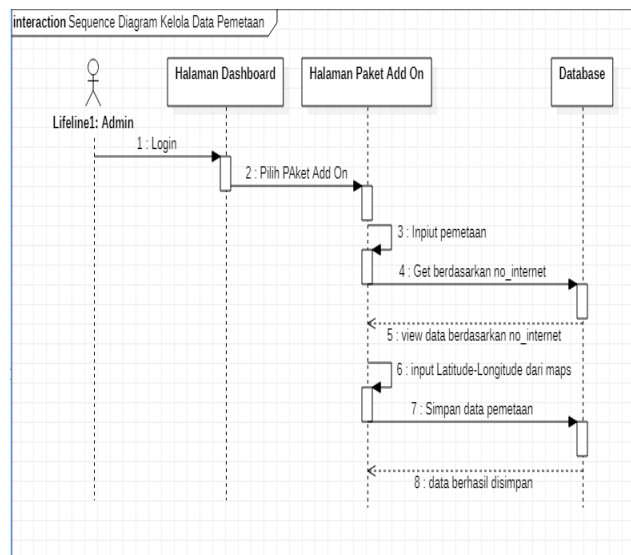 interaction Sequence Diagram Kelola Data Pemetaan
Halaman Dashboard
Halaman Paket Add On
Database
Lifeline1: Admin
1 : Login
2 : Pilih PAket Add On
3 : Inpiut pemetaan
4 : Get berdasarkan no_internet
5 : view data berdasarkan no_internet
6 : input Latitude-Longitude dari maps
7 : Simpan data pemetaan
8 : data berhasil disimpan